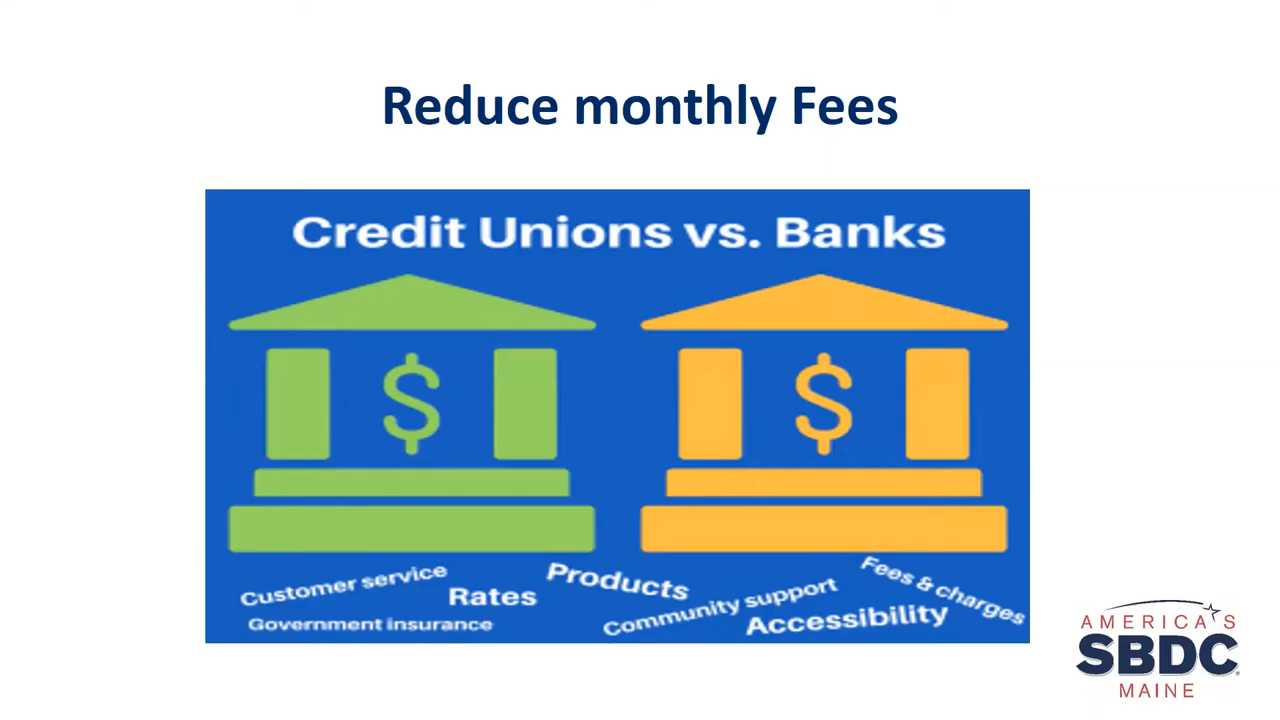 Reduce monthly Fees
Credit Unions vs. Banks
$ $
Customer service
Rates
Products
Community support
Fees & charges
Government insurance
Accessibility
AMERICA'S
SBDC
MAINE